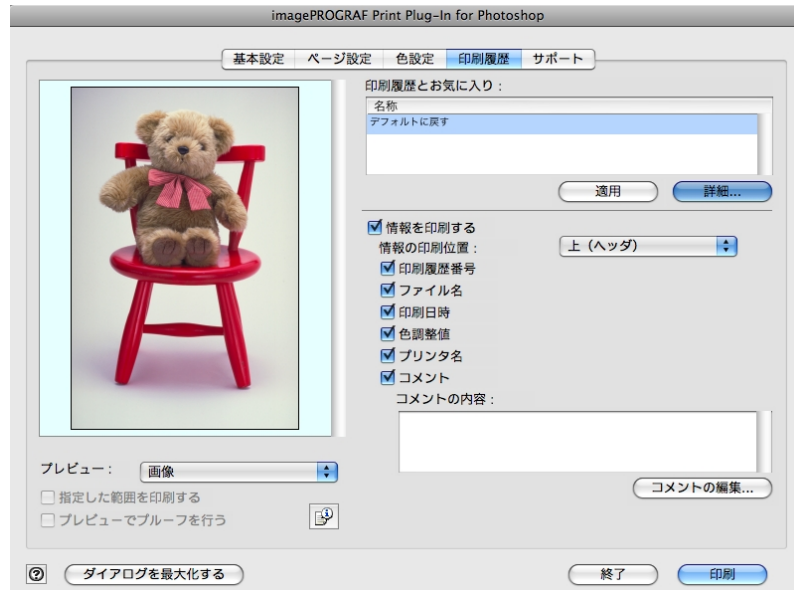 imagePROGRAF Print Plug-In for Photoshop
基本設定 ページ設定 色設定 印刷履歴 サポート
印刷履歴とお気に入り :
名称
デフォルトに戻す
適用 詳細...
情報を印刷する
情報の印刷位置 : 上（ヘッダ）
印刷履歴番号
ファイル名
印刷日時
色調整値
プリンタ名
コメント
コメントの内容 :
プレビュー : 画像
コメントの編集...
指定した範囲を印刷する
プレビューでプルーフを行う
ダイアログを最大化する 終了 印刷